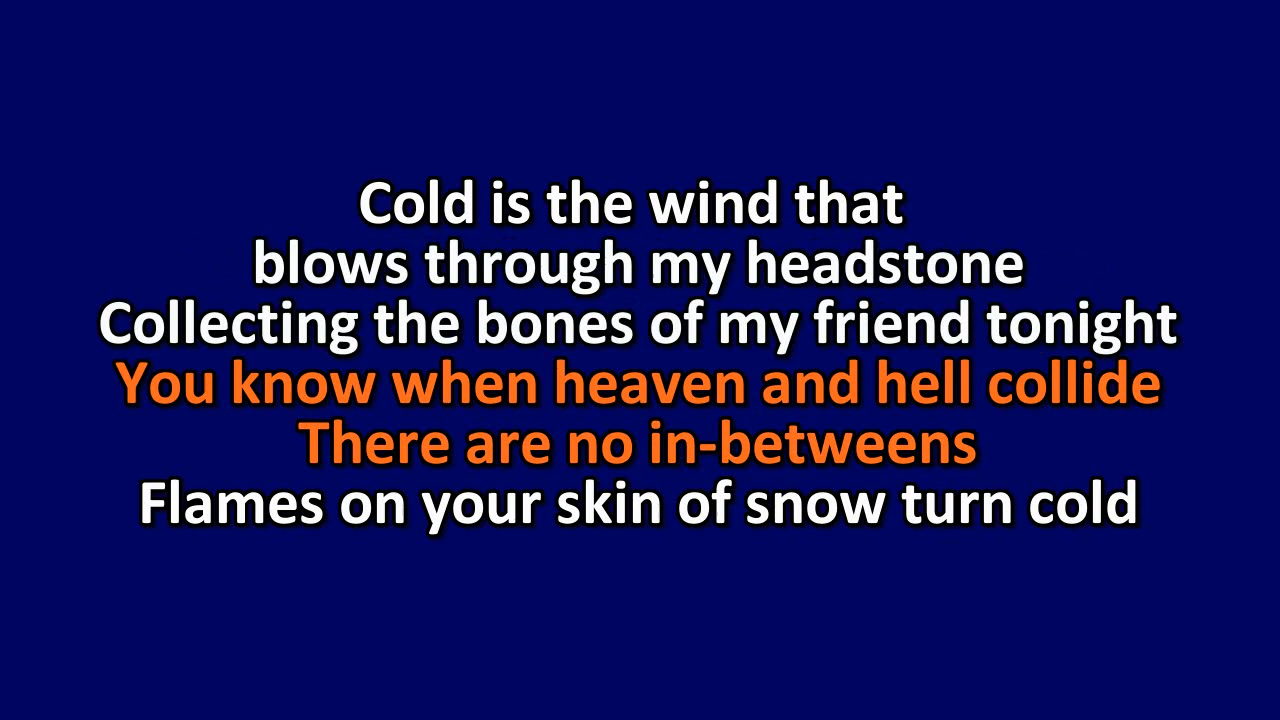 Cold is the wind that
blows through my headstone
Collecting the bones of my friend tonight
You know when heaven and hell collide
There are no in-betweens
Flames on your skin of snow turn cold